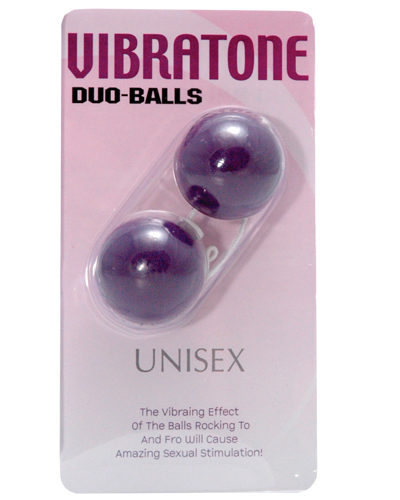 VIBRATONE
DUO-BALLS
UNISEX
The Vibraing Effect
Of The Balls Rocking To
And Fro Will Cause
Amazing Sexual Stimulation!